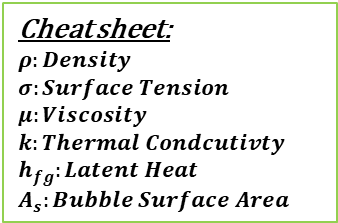 Cheatsheet:
ρ: Density
σ: Surface Tension
μ: Viscosity
k: Thermal Condcutivty
h_fg: Latent Heat
A_s: Bubble Surface Area